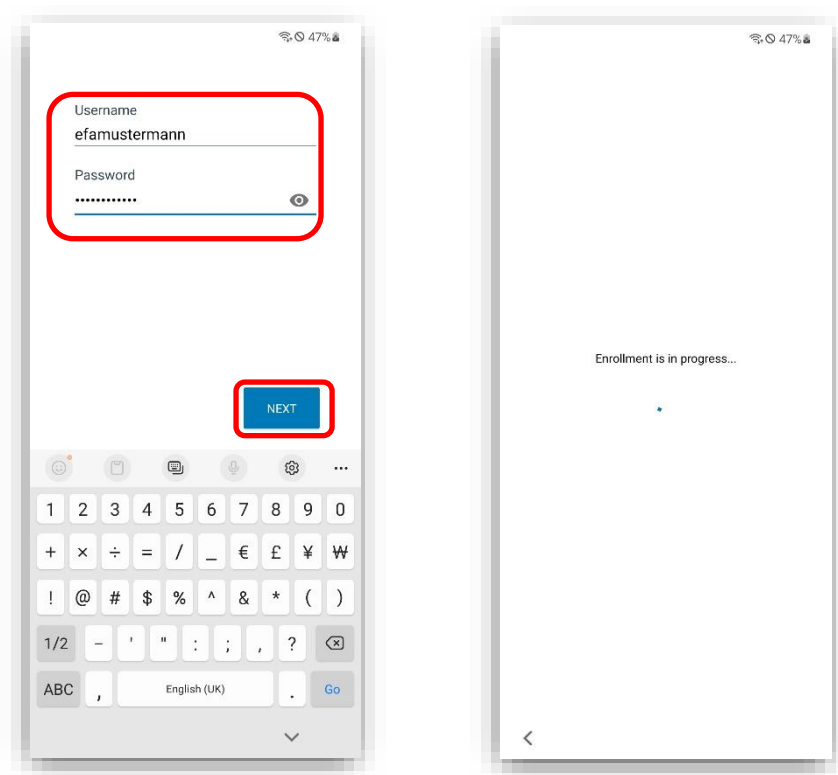 47%
Username
efamustermann
Password
••••••••••••
NEXT
1 2 3 4 5 6 7 8 9 0
+ × ÷ = / _ € £ ¥ ₩
! @ # $ % ^ & * ( )
1/2 - ' " : ; , ?
ABC , English (UK) . Go
47%
Enrollment is in progress...